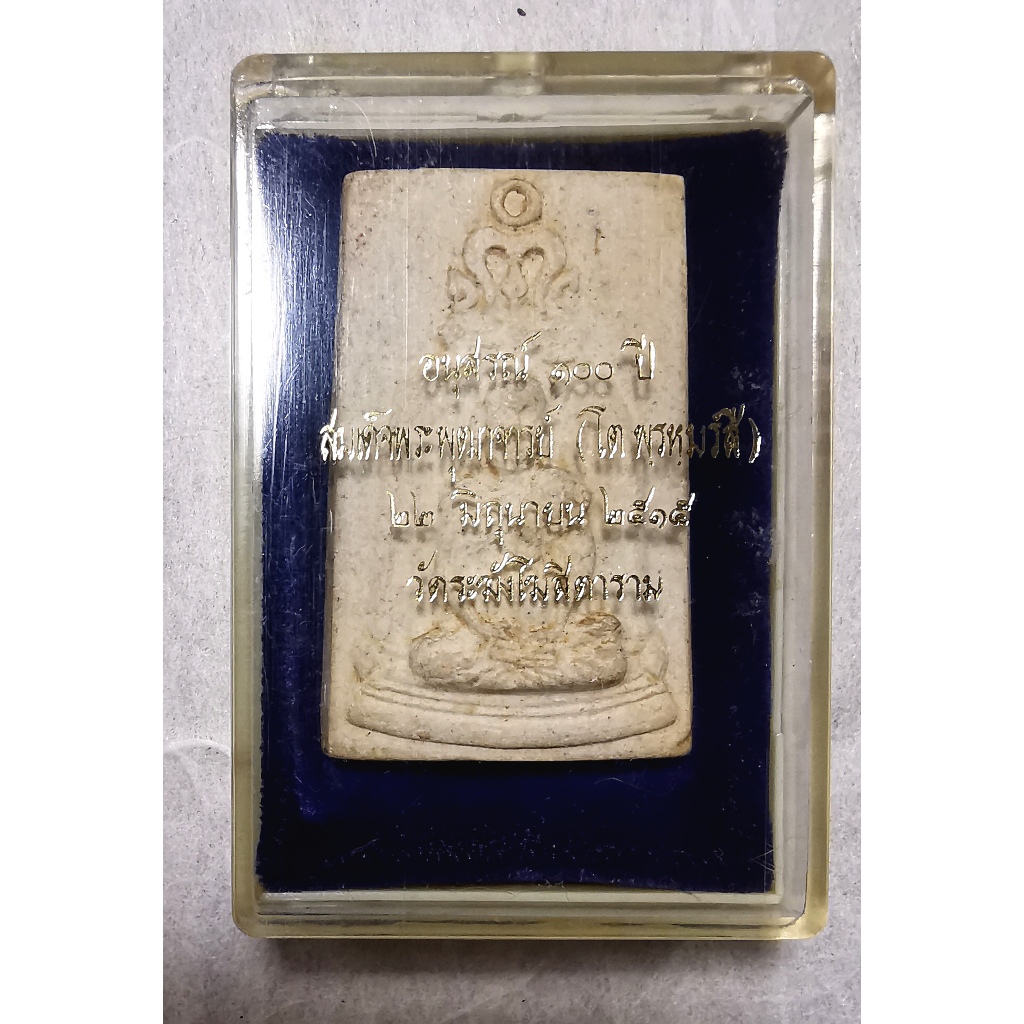 อนุสรณ์ ๑๐๐ ปี
สมเด็จพระพุฒาจารย์ (โต พฺรหฺมรํสี)
๒๒ มิถุนายน ๒๕๑๕
วัดระฆังโฆสิตาราม